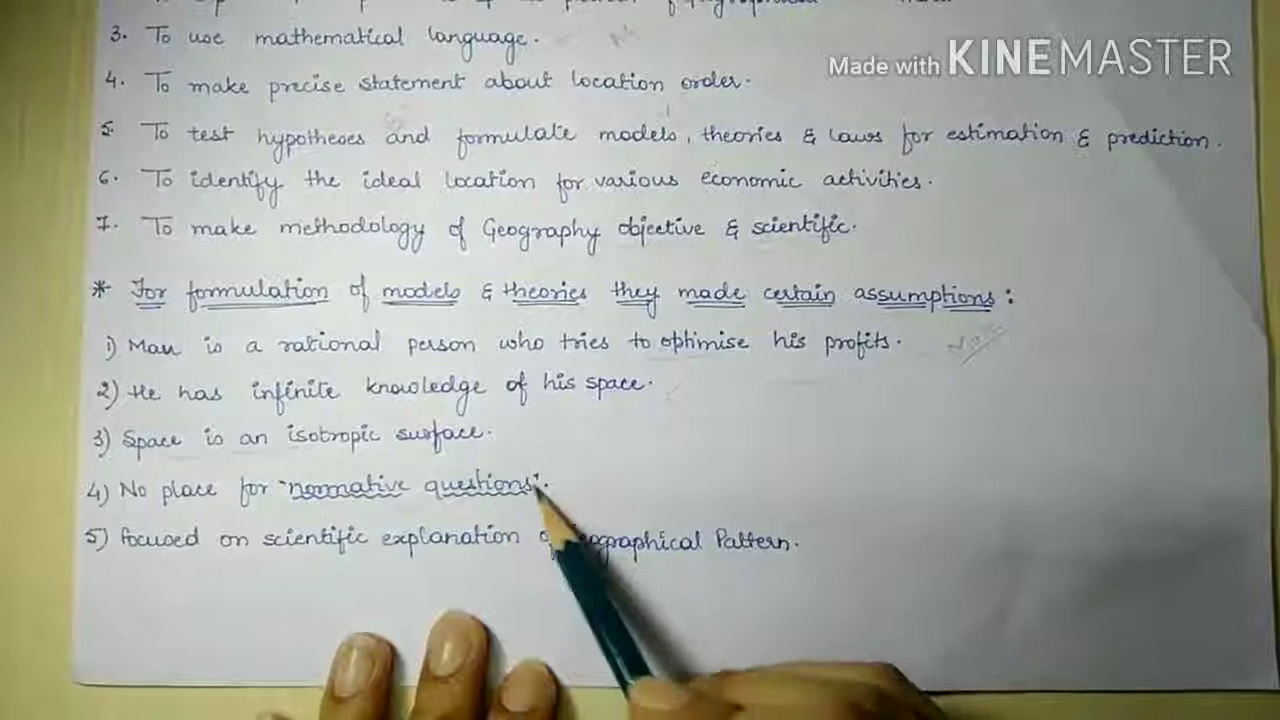 3. To use mathematical language.
Made with KINEMASTER
4. To make precise statement about location order.
5. To test hypotheses and formulate models, theories & laws for estimation & prediction.
6. To identify the ideal location for various economic activities.
7. To make methodology of Geography objective & scientific.
* For formulation of models & theories they made certain assumptions :
1) Man is a rational person who tries to optimise his profits.
2) He has infinite knowledge of his space.
3) Space is an isotropic surface.
4) No place for "normative questions".
5) focused on scientific explanation Pattern.